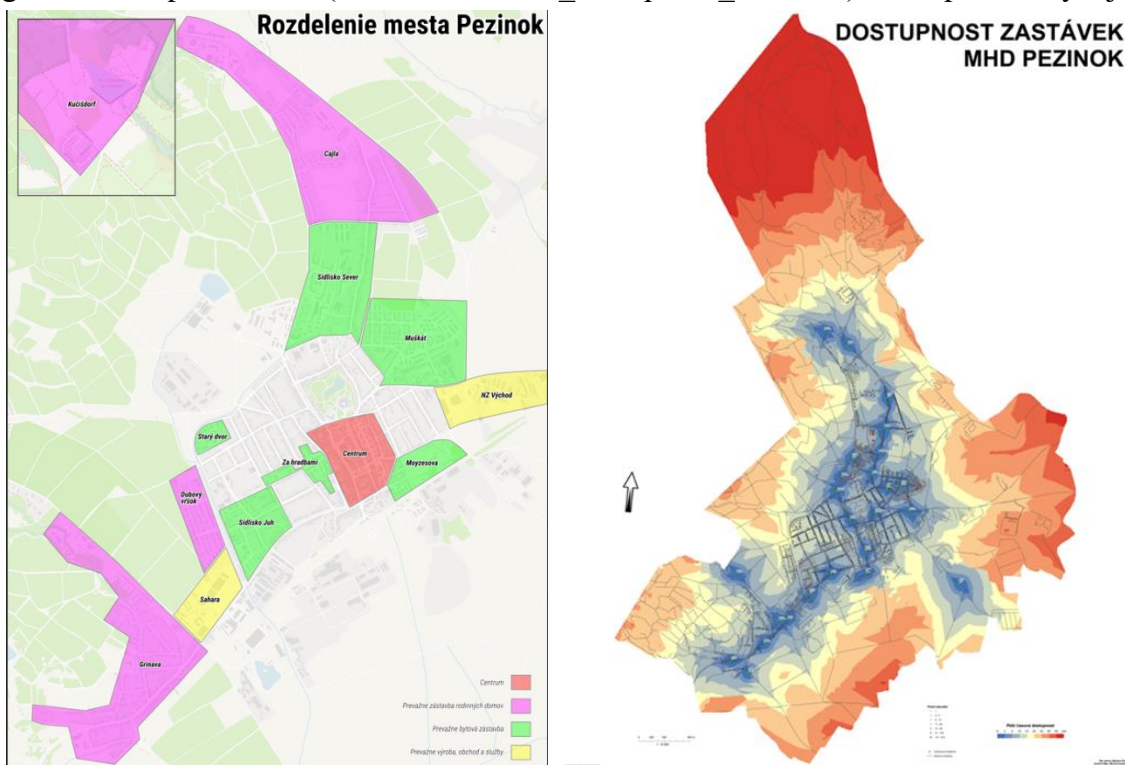 Rozdelenie mesta Pezinok
Kučišdorf
Cajla
Sídlisko Sever
Muškát
NZ Východ
Starý dvor
Za hradbami
Centrum
Moyzesova
Dubový
vŕšok
Sídlisko Juh
Sahara
Grinava
Centrum
Prevažne zástavba rodinných domov
Prevažne bytová zástavba
Prevažne výroba, obchod a služby
DOSTUPNOST ZASTÁVEK
MHD PEZINOK